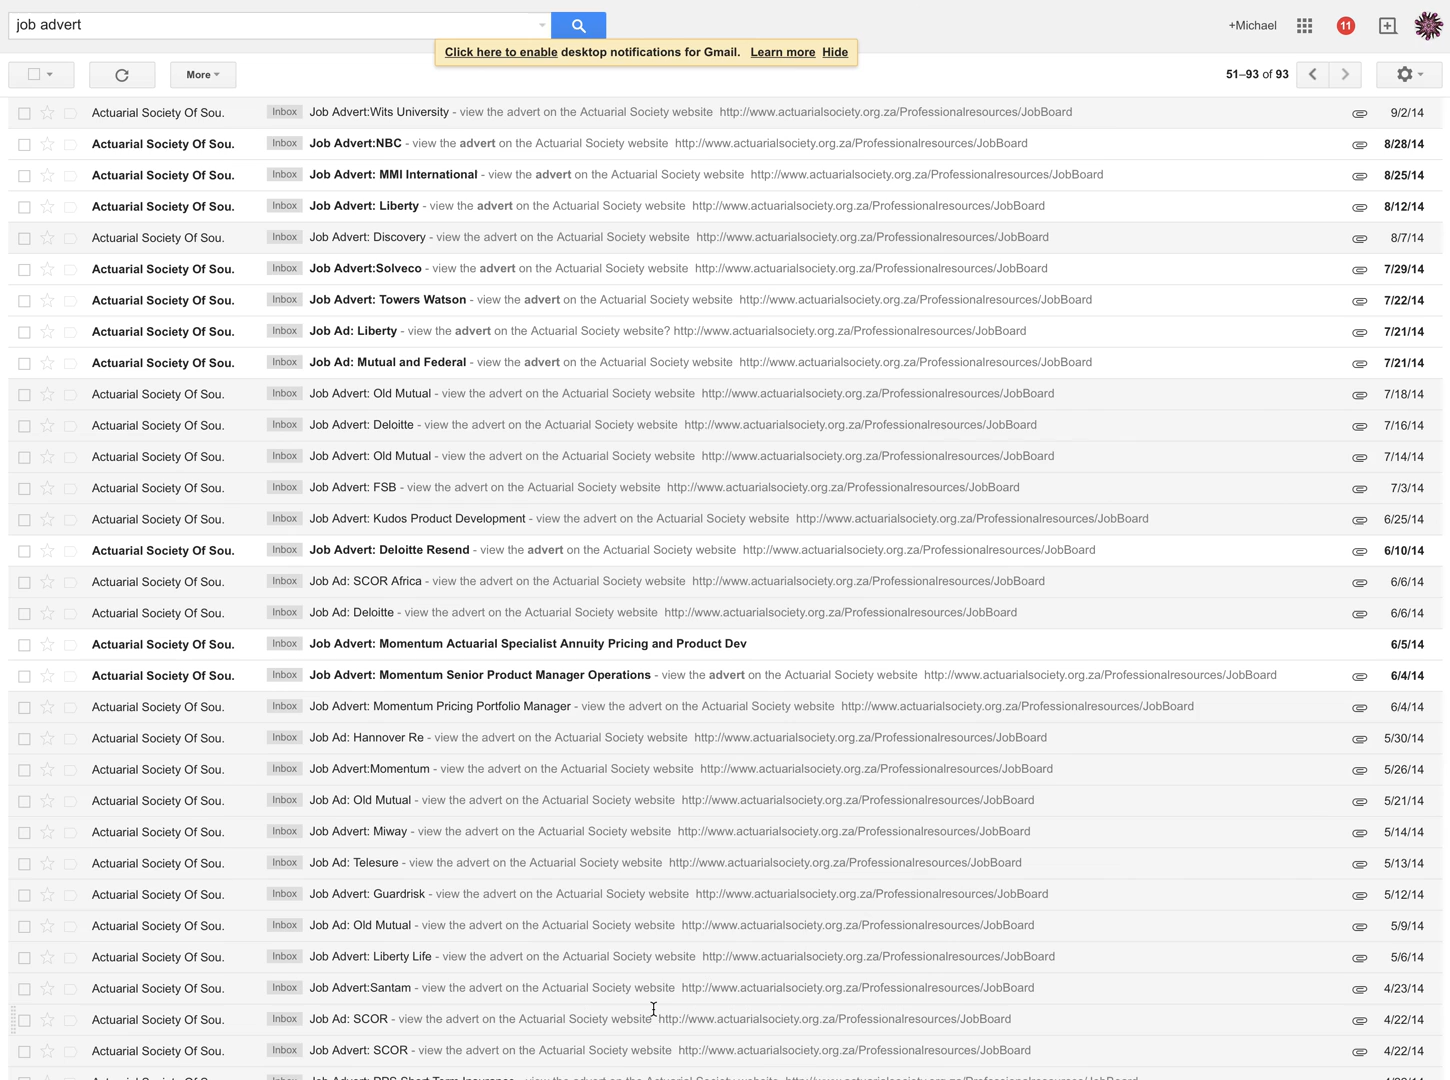 job advert
+Michael
11
Click here to enable desktop notifications for Gmail. Learn more Hide
More
51–93 of 93
Actuarial Society Of Sou. Inbox Job Advert:Wits University - view the advert on the Actuarial Society website http://www.actuarialsociety.org.za/Professionalresources/JobBoard 9/2/14
Actuarial Society Of Sou. Inbox Job Advert:NBC - view the advert on the Actuarial Society website http://www.actuarialsociety.org.za/Professionalresources/JobBoard 8/28/14
Actuarial Society Of Sou. Inbox Job Advert: MMI International - view the advert on the Actuarial Society website http://www.actuarialsociety.org.za/Professionalresources/JobBoard 8/25/14
Actuarial Society Of Sou. Inbox Job Advert: Liberty - view the advert on the Actuarial Society website http://www.actuarialsociety.org.za/Professionalresources/JobBoard 8/12/14
Actuarial Society Of Sou. Inbox Job Advert: Discovery - view the advert on the Actuarial Society website http://www.actuarialsociety.org.za/Professionalresources/JobBoard 8/7/14
Actuarial Society Of Sou. Inbox Job Advert:Solveco - view the advert on the Actuarial Society website http://www.actuarialsociety.org.za/Professionalresources/JobBoard 7/29/14
Actuarial Society Of Sou. Inbox Job Advert: Towers Watson - view the advert on the Actuarial Society website http://www.actuarialsociety.org.za/Professionalresources/JobBoard 7/22/14
Actuarial Society Of Sou. Inbox Job Ad: Liberty - view the advert on the Actuarial Society website? http://www.actuarialsociety.org.za/Professionalresources/JobBoard 7/21/14
Actuarial Society Of Sou. Inbox Job Ad: Mutual and Federal - view the advert on the Actuarial Society website http://www.actuarialsociety.org.za/Professionalresources/JobBoard 7/21/14
Actuarial Society Of Sou. Inbox Job Advert: Old Mutual - view the advert on the Actuarial Society website http://www.actuarialsociety.org.za/Professionalresources/JobBoard 7/18/14
Actuarial Society Of Sou. Inbox Job Advert: Deloitte - view the advert on the Actuarial Society website http://www.actuarialsociety.org.za/Professionalresources/JobBoard 7/16/14
Actuarial Society Of Sou. Inbox Job Advert: Old Mutual - view the advert on the Actuarial Society website http://www.actuarialsociety.org.za/Professionalresources/JobBoard 7/14/14
Actuarial Society Of Sou. Inbox Job Advert: FSB - view the advert on the Actuarial Society website http://www.actuarialsociety.org.za/Professionalresources/JobBoard 7/3/14
Actuarial Society Of Sou. Inbox Job Advert: Kudos Product Development - view the advert on the Actuarial Society website http://www.actuarialsociety.org.za/Professionalresources/JobBoard 6/25/14
Actuarial Society Of Sou. Inbox Job Advert: Deloitte Resend - view the advert on the Actuarial Society website http://www.actuarialsociety.org.za/Professionalresources/JobBoard 6/10/14
Actuarial Society Of Sou. Inbox Job Ad: SCOR Africa - view the advert on the Actuarial Society website http://www.actuarialsociety.org.za/Professionalresources/JobBoard 6/6/14
Actuarial Society Of Sou. Inbox Job Ad: Deloitte - view the advert on the Actuarial Society website http://www.actuarialsociety.org.za/Professionalresources/JobBoard 6/6/14
Actuarial Society Of Sou. Inbox Job Advert: Momentum Actuarial Specialist Annuity Pricing and Product Dev 6/5/14
Actuarial Society Of Sou. Inbox Job Advert: Momentum Senior Product Manager Operations - view the advert on the Actuarial Society website http://www.actuarialsociety.org.za/Professionalresources/JobBoard 6/4/14
Actuarial Society Of Sou. Inbox Job Advert: Momentum Pricing Portfolio Manager - view the advert on the Actuarial Society website http://www.actuarialsociety.org.za/Professionalresources/JobBoard 6/4/14
Actuarial Society Of Sou. Inbox Job Ad: Hannover Re - view the advert on the Actuarial Society website http://www.actuarialsociety.org.za/Professionalresources/JobBoard 5/30/14
Actuarial Society Of Sou. Inbox Job Advert:Momentum - view the advert on the Actuarial Society website http://www.actuarialsociety.org.za/Professionalresources/JobBoard 5/26/14
Actuarial Society Of Sou. Inbox Job Ad: Old Mutual - view the advert on the Actuarial Society website http://www.actuarialsociety.org.za/Professionalresources/JobBoard 5/21/14
Actuarial Society Of Sou. Inbox Job Advert: Miway - view the advert on the Actuarial Society website http://www.actuarialsociety.org.za/Professionalresources/JobBoard 5/14/14
Actuarial Society Of Sou. Inbox Job Ad: Telesure - view the advert on the Actuarial Society website http://www.actuarialsociety.org.za/Professionalresources/JobBoard 5/13/14
Actuarial Society Of Sou. Inbox Job Advert: Guardrisk - view the advert on the Actuarial Society website http://www.actuarialsociety.org.za/Professionalresources/JobBoard 5/12/14
Actuarial Society Of Sou. Inbox Job Ad: Old Mutual - view the advert on the Actuarial Society website http://www.actuarialsociety.org.za/Professionalresources/JobBoard 5/9/14
Actuarial Society Of Sou. Inbox Job Advert: Liberty Life - view the advert on the Actuarial Society website http://www.actuarialsociety.org.za/Professionalresources/JobBoard 5/6/14
Actuarial Society Of Sou. Inbox Job Advert:Santam - view the advert on the Actuarial Society website http://www.actuarialsociety.org.za/Professionalresources/JobBoard 4/23/14
Actuarial Society Of Sou. Inbox Job Ad: SCOR - view the advert on the Actuarial Society website http://www.actuarialsociety.org.za/Professionalresources/JobBoard 4/22/14
Actuarial Society Of Sou. Inbox Job Advert: SCOR - view the advert on the Actuarial Society website http://www.actuarialsociety.org.za/Professionalresources/JobBoard 4/22/14